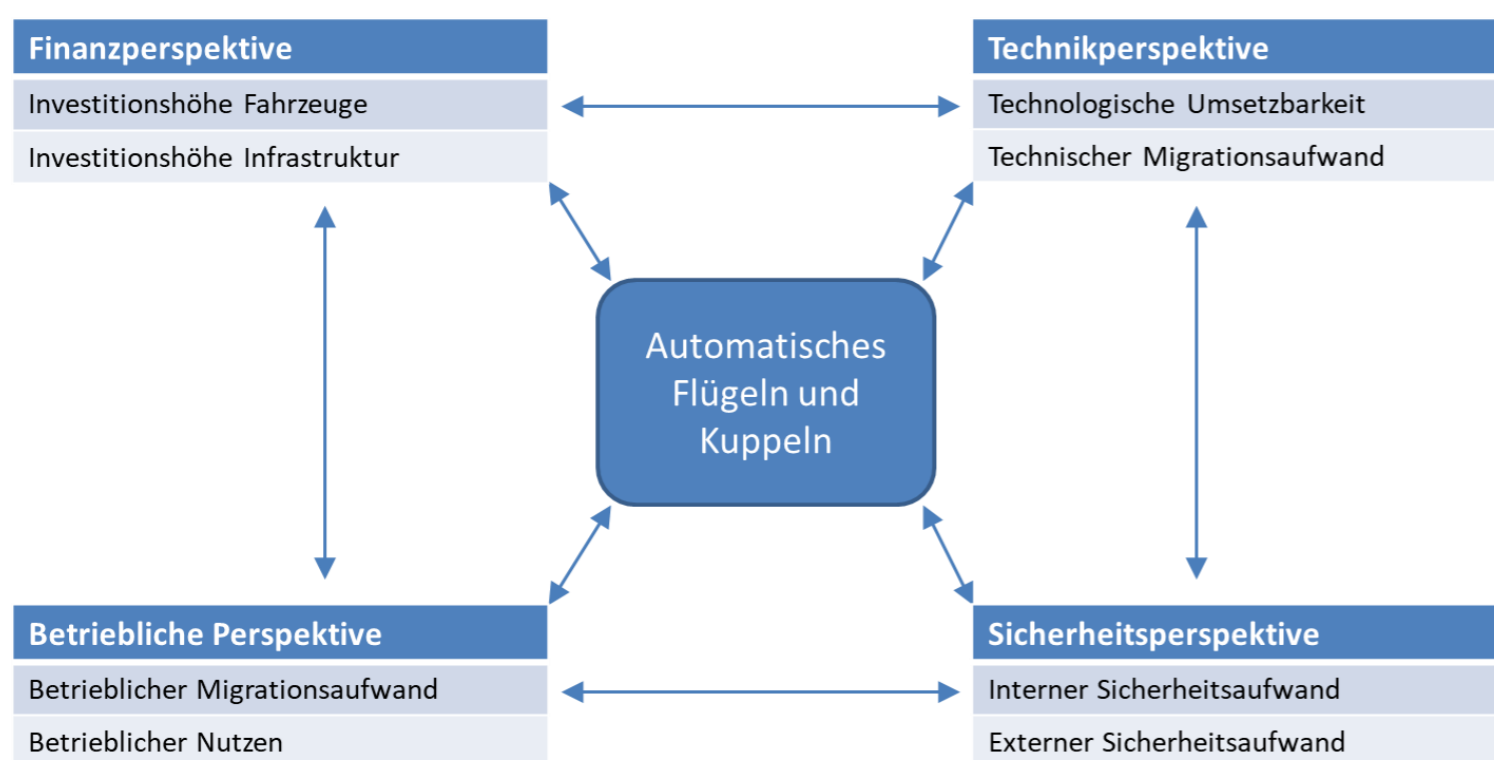 Finanzperspektive
Investitionshöhe Fahrzeuge
Investitionshöhe Infrastruktur
Technikperspektive
Technologische Umsetzbarkeit
Technischer Migrationsaufwand
Automatisches
Flügeln und
Kuppeln
Betriebliche Perspektive
Betrieblicher Migrationsaufwand
Betrieblicher Nutzen
Sicherheitsperspektive
Interner Sicherheitsaufwand
Externer Sicherheitsaufwand